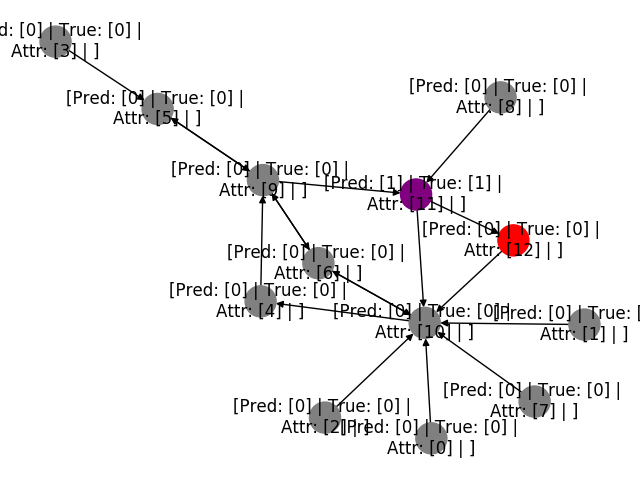 d: [0] | True: [0] |
Attr: [3] | ]
[Pred: [0] | True: [0] |
Attr: [5] | ]
[Pred: [0] | True: [0] |
Attr: [8] | ]
[Pred: [0] | True: [0] |
Attr: [9] | ]
[Pred: [1] | True: [1] |
Attr: [11] | ]
[Pred: [0] | True: [0] |
Attr: [12] | ]
[Pred: [0] | True: [0] |
Attr: [6] | ]
[Pred: [0] | True: [0] |
Attr: [4] | ]
[Pred: [0] | True: [0] |
Attr: [10] | ]
[Pred: [0] | True: [
Attr: [1] | ]
[Pred: [0] | True: [0] |
Attr: [7] | ]
[Pred: [0] | True: [0] |
Attr: [2] | ]
[Pred: [0] | True: [0] |
Attr: [0] | ]